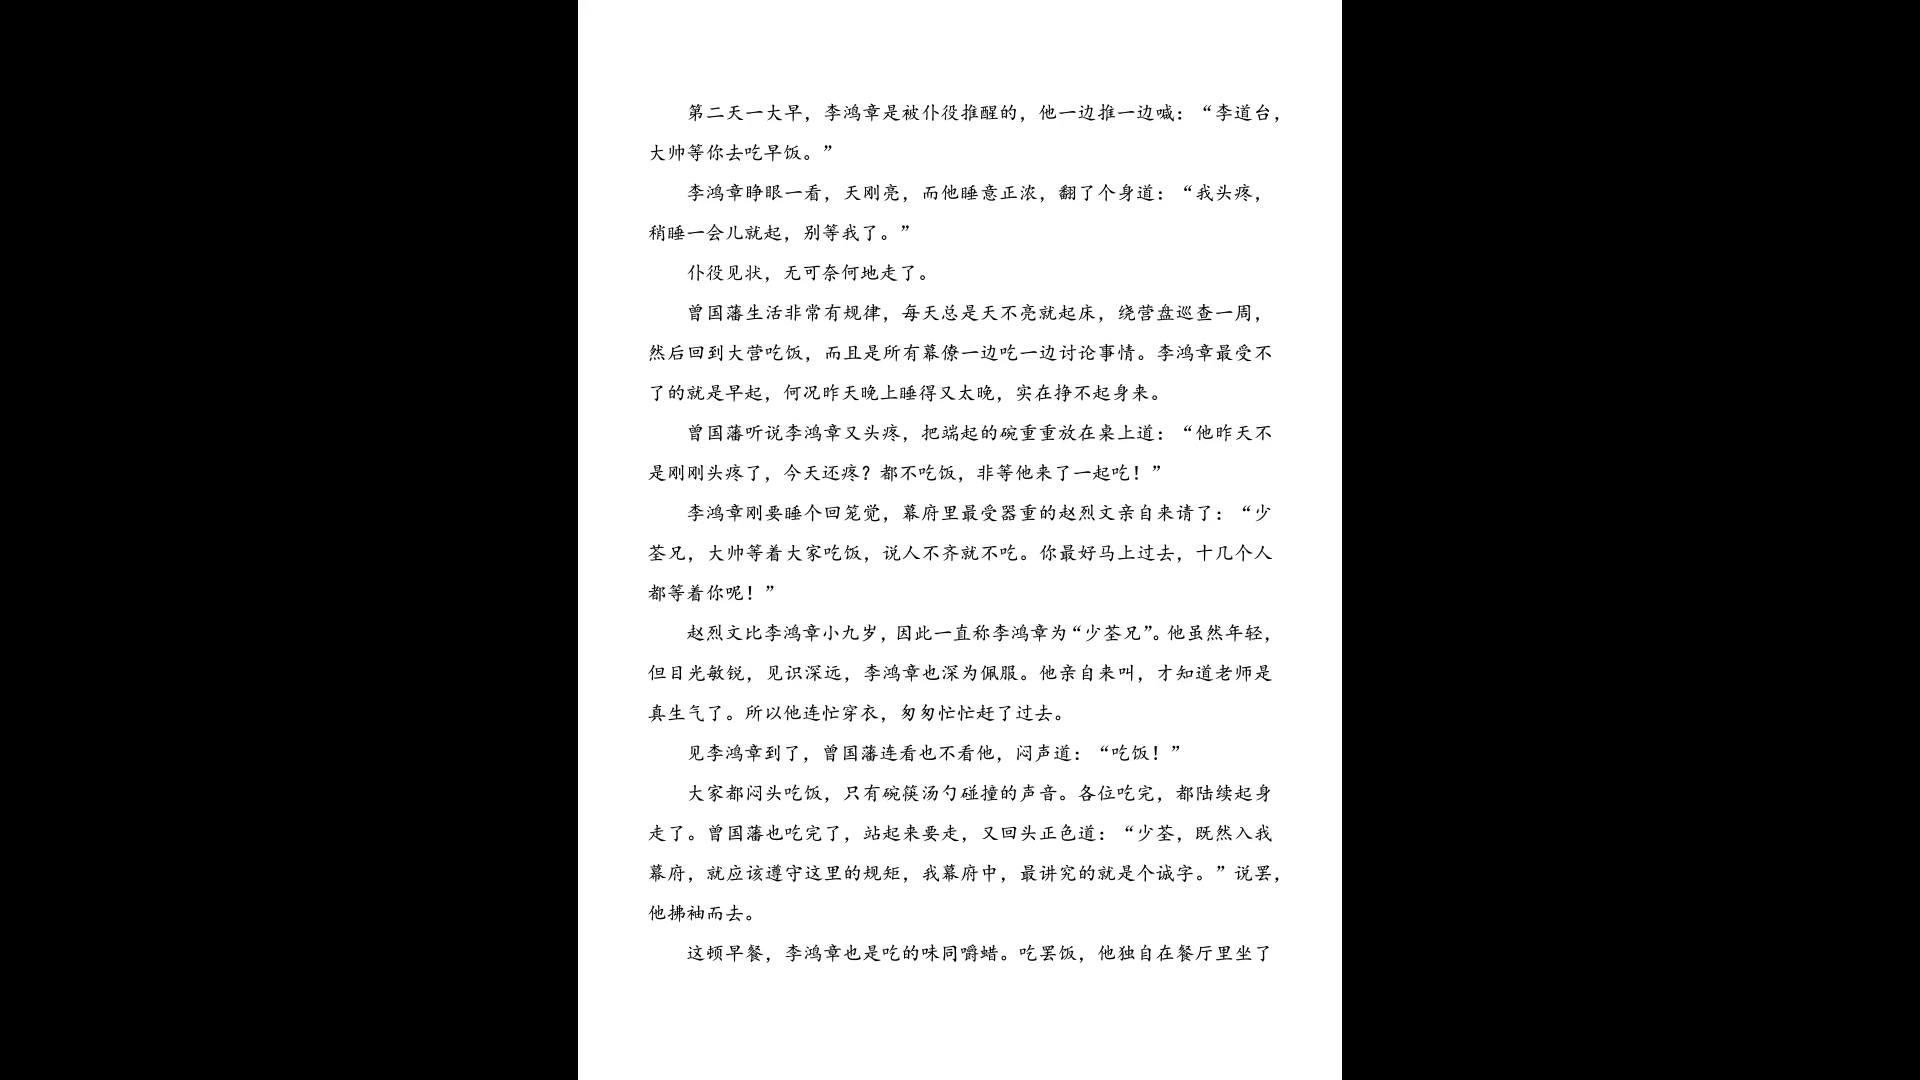 第二天一大早，李鸿章是被仆役推醒的，他一边推一边喊：“李道台，
大帅等你去吃早饭。”
李鸿章睁眼一看，天刚亮，而他睡意正浓，翻了个身道：“我头疼，
稍睡一会儿就起，别等我了。”
仆役见状，无可奈何地走了。
曾国藩生活非常有规律，每天总是天不亮就起床，绕营盘巡查一周，
然后回到大营吃饭，而且是所有幕僚一边吃一边讨论事情。李鸿章最受不
了的就是早起，何况昨天晚上睡得又太晚，实在挣不起身来。
曾国藩听说李鸿章又头疼，把端起的碗重重放在桌上道：“他昨天不
是刚刚头疼了，今天还疼？都不吃饭，非等他来了一起吃！”
李鸿章刚要睡个回笼觉，幕府里最受器重的赵烈文亲自来请了：“少
荃兄，大帅等着大家吃饭，说人不齐就不吃。你最好马上过去，十几个人
都等着你呢！”
赵烈文比李鸿章小九岁，因此一直称李鸿章为“少荃兄”。他虽然年轻，
但目光敏锐，见识深远，李鸿章也深为佩服。他亲自来叫，才知道老师是
真生气了。所以他连忙穿衣，匆匆忙忙赶了过去。
见李鸿章到了，曾国藩连看也不看他，闷声道：“吃饭！”
大家都闷头吃饭，只有碗筷汤勺碰撞的声音。各位吃完，都陆续起身
走了。曾国藩也吃完了，站起来要走，又回头正色道：“少荃，既然入我
幕府，就应该遵守这里的规矩，我幕府中，最讲究的就是个诚字。”说罢，
他拂袖而去。
这顿早餐，李鸿章也是吃的味同嚼蜡。吃罢饭，他独自在餐厅里坐了